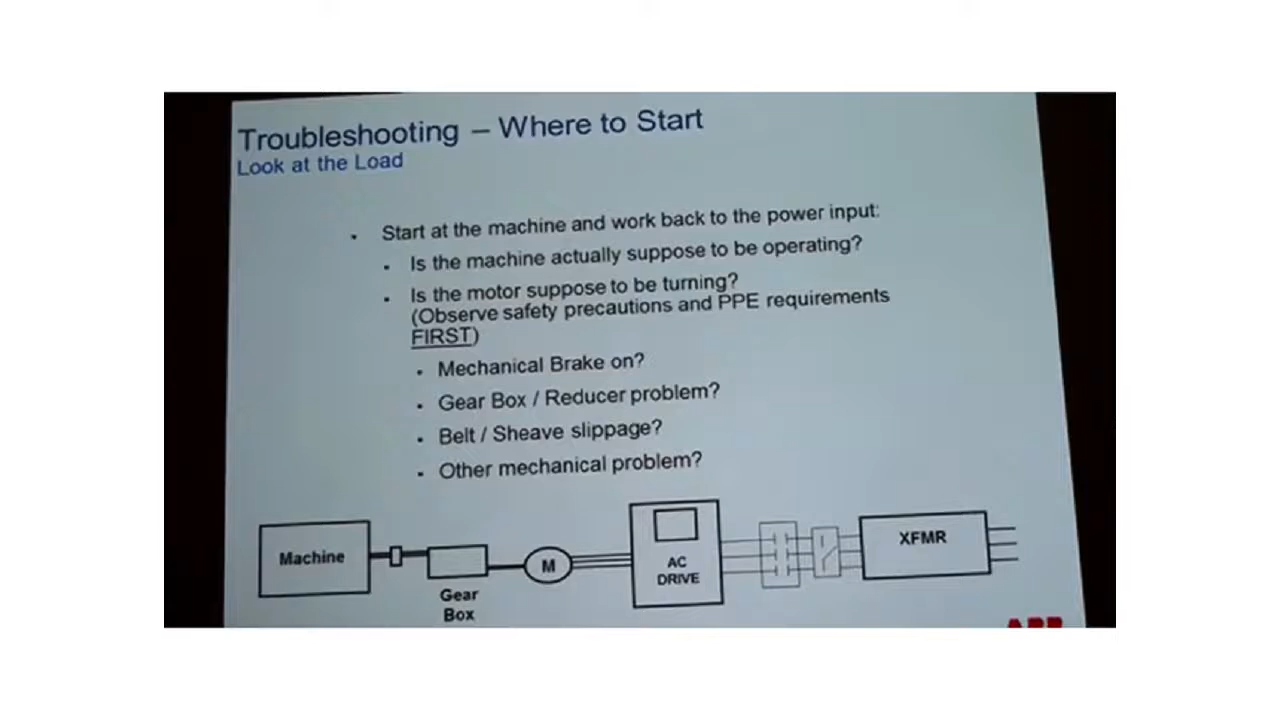 Troubleshooting – Where to Start
Look at the Load
Start at the machine and work back to the power input:
Is the machine actually suppose to be operating?
Is the motor suppose to be turning?
(Observe safety precautions and PPE requirements
FIRST)
Mechanical Brake on?
Gear Box / Reducer problem?
Belt / Sheave slippage?
Other mechanical problem?
Machine
Gear
Box
M
AC
DRIVE
XFMR
ABB